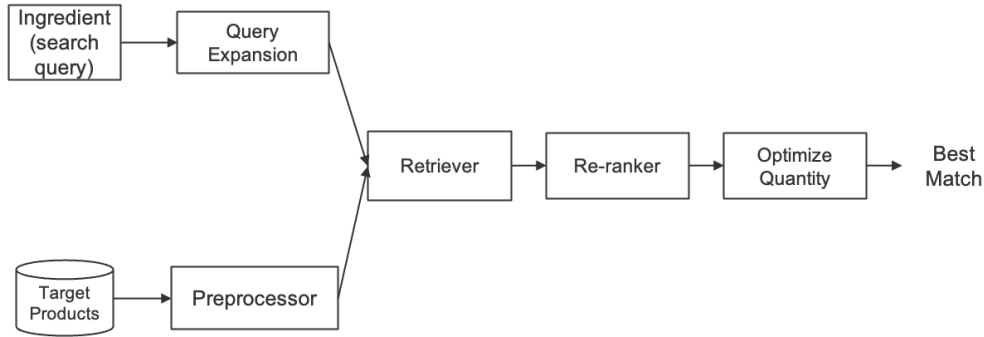 Ingredient
(search
query)
Query
Expansion
Retriever
Re-ranker
Optimize
Quantity
Best
Match
Target
Products
Preprocessor